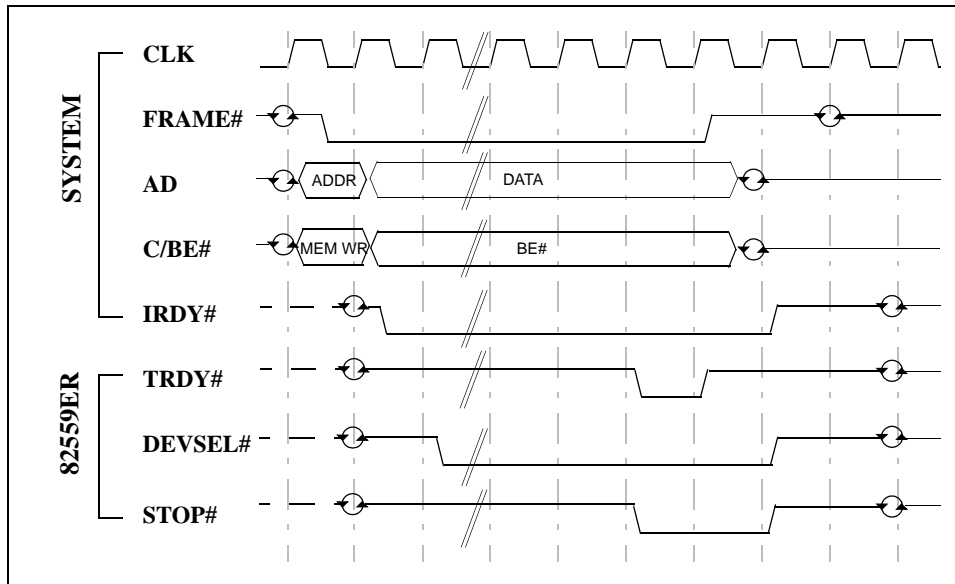 SYSTEM
CLK
FRAME#
AD
ADDR
DATA
C/BE#
MEM WR
BE#
IRDY#
82559ER
TRDY#
DEVSEL#
STOP#